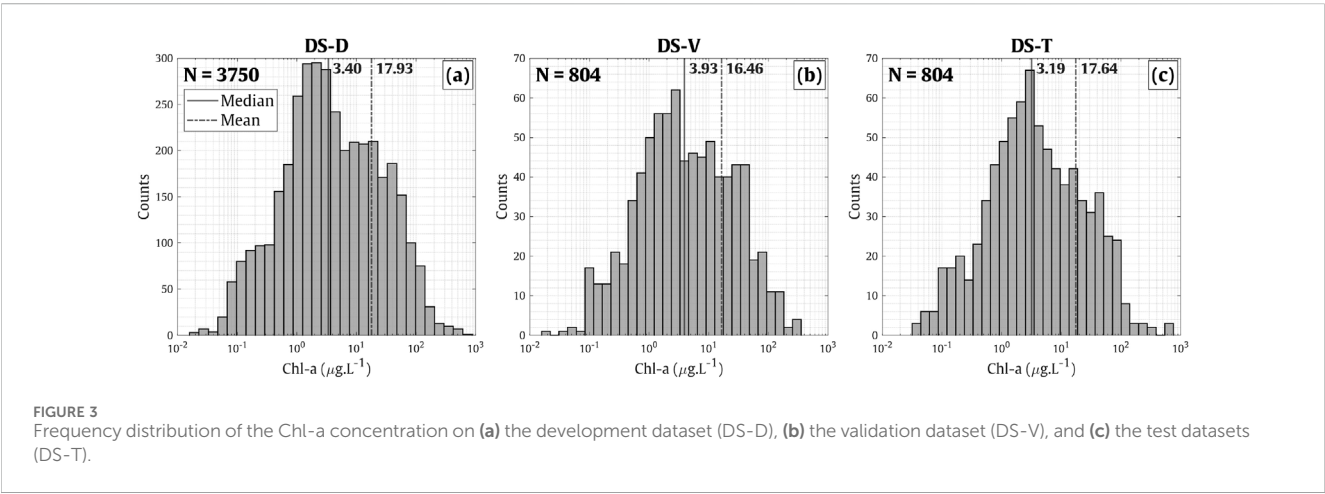 DS-D
N = 3750
3.40
17.93
(a)
Median
Mean
300
250
200
150
100
50
0
Counts
10^-2
10^-1
10^0
10^1
10^2
10^3
Chl-a (μg.L^-1)
DS-V
N = 804
3.93
16.46
(b)
70
60
50
40
30
20
10
0
Counts
10^-2
10^-1
10^0
10^1
10^2
10^3
Chl-a (μg.L^-1)
DS-T
N = 804
3.19
17.64
(c)
70
60
50
40
30
20
10
0
Counts
10^-2
10^-1
10^0
10^1
10^2
10^3
Chl-a (μg.L^-1)
FIGURE 3
Frequency distribution of the Chl-a concentration on (a) the development dataset (DS-D), (b) the validation dataset (DS-V), and (c) the test datasets
(DS-T).